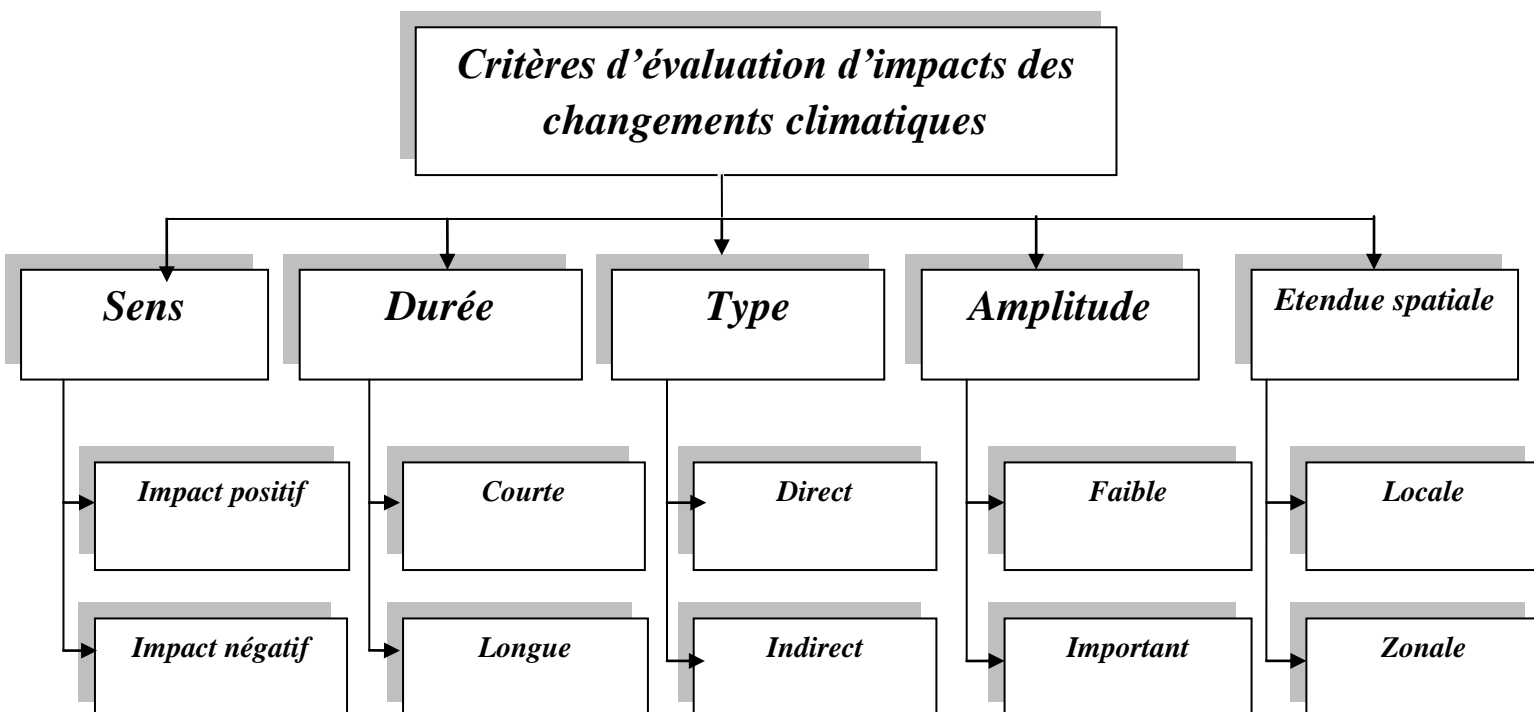 Critères d’évaluation d’impacts des
changements climatiques
Sens
Durée
Type
Amplitude
Etendue spatiale
Impact positif
Courte
Direct
Faible
Locale
Impact négatif
Longue
Indirect
Important
Zonale